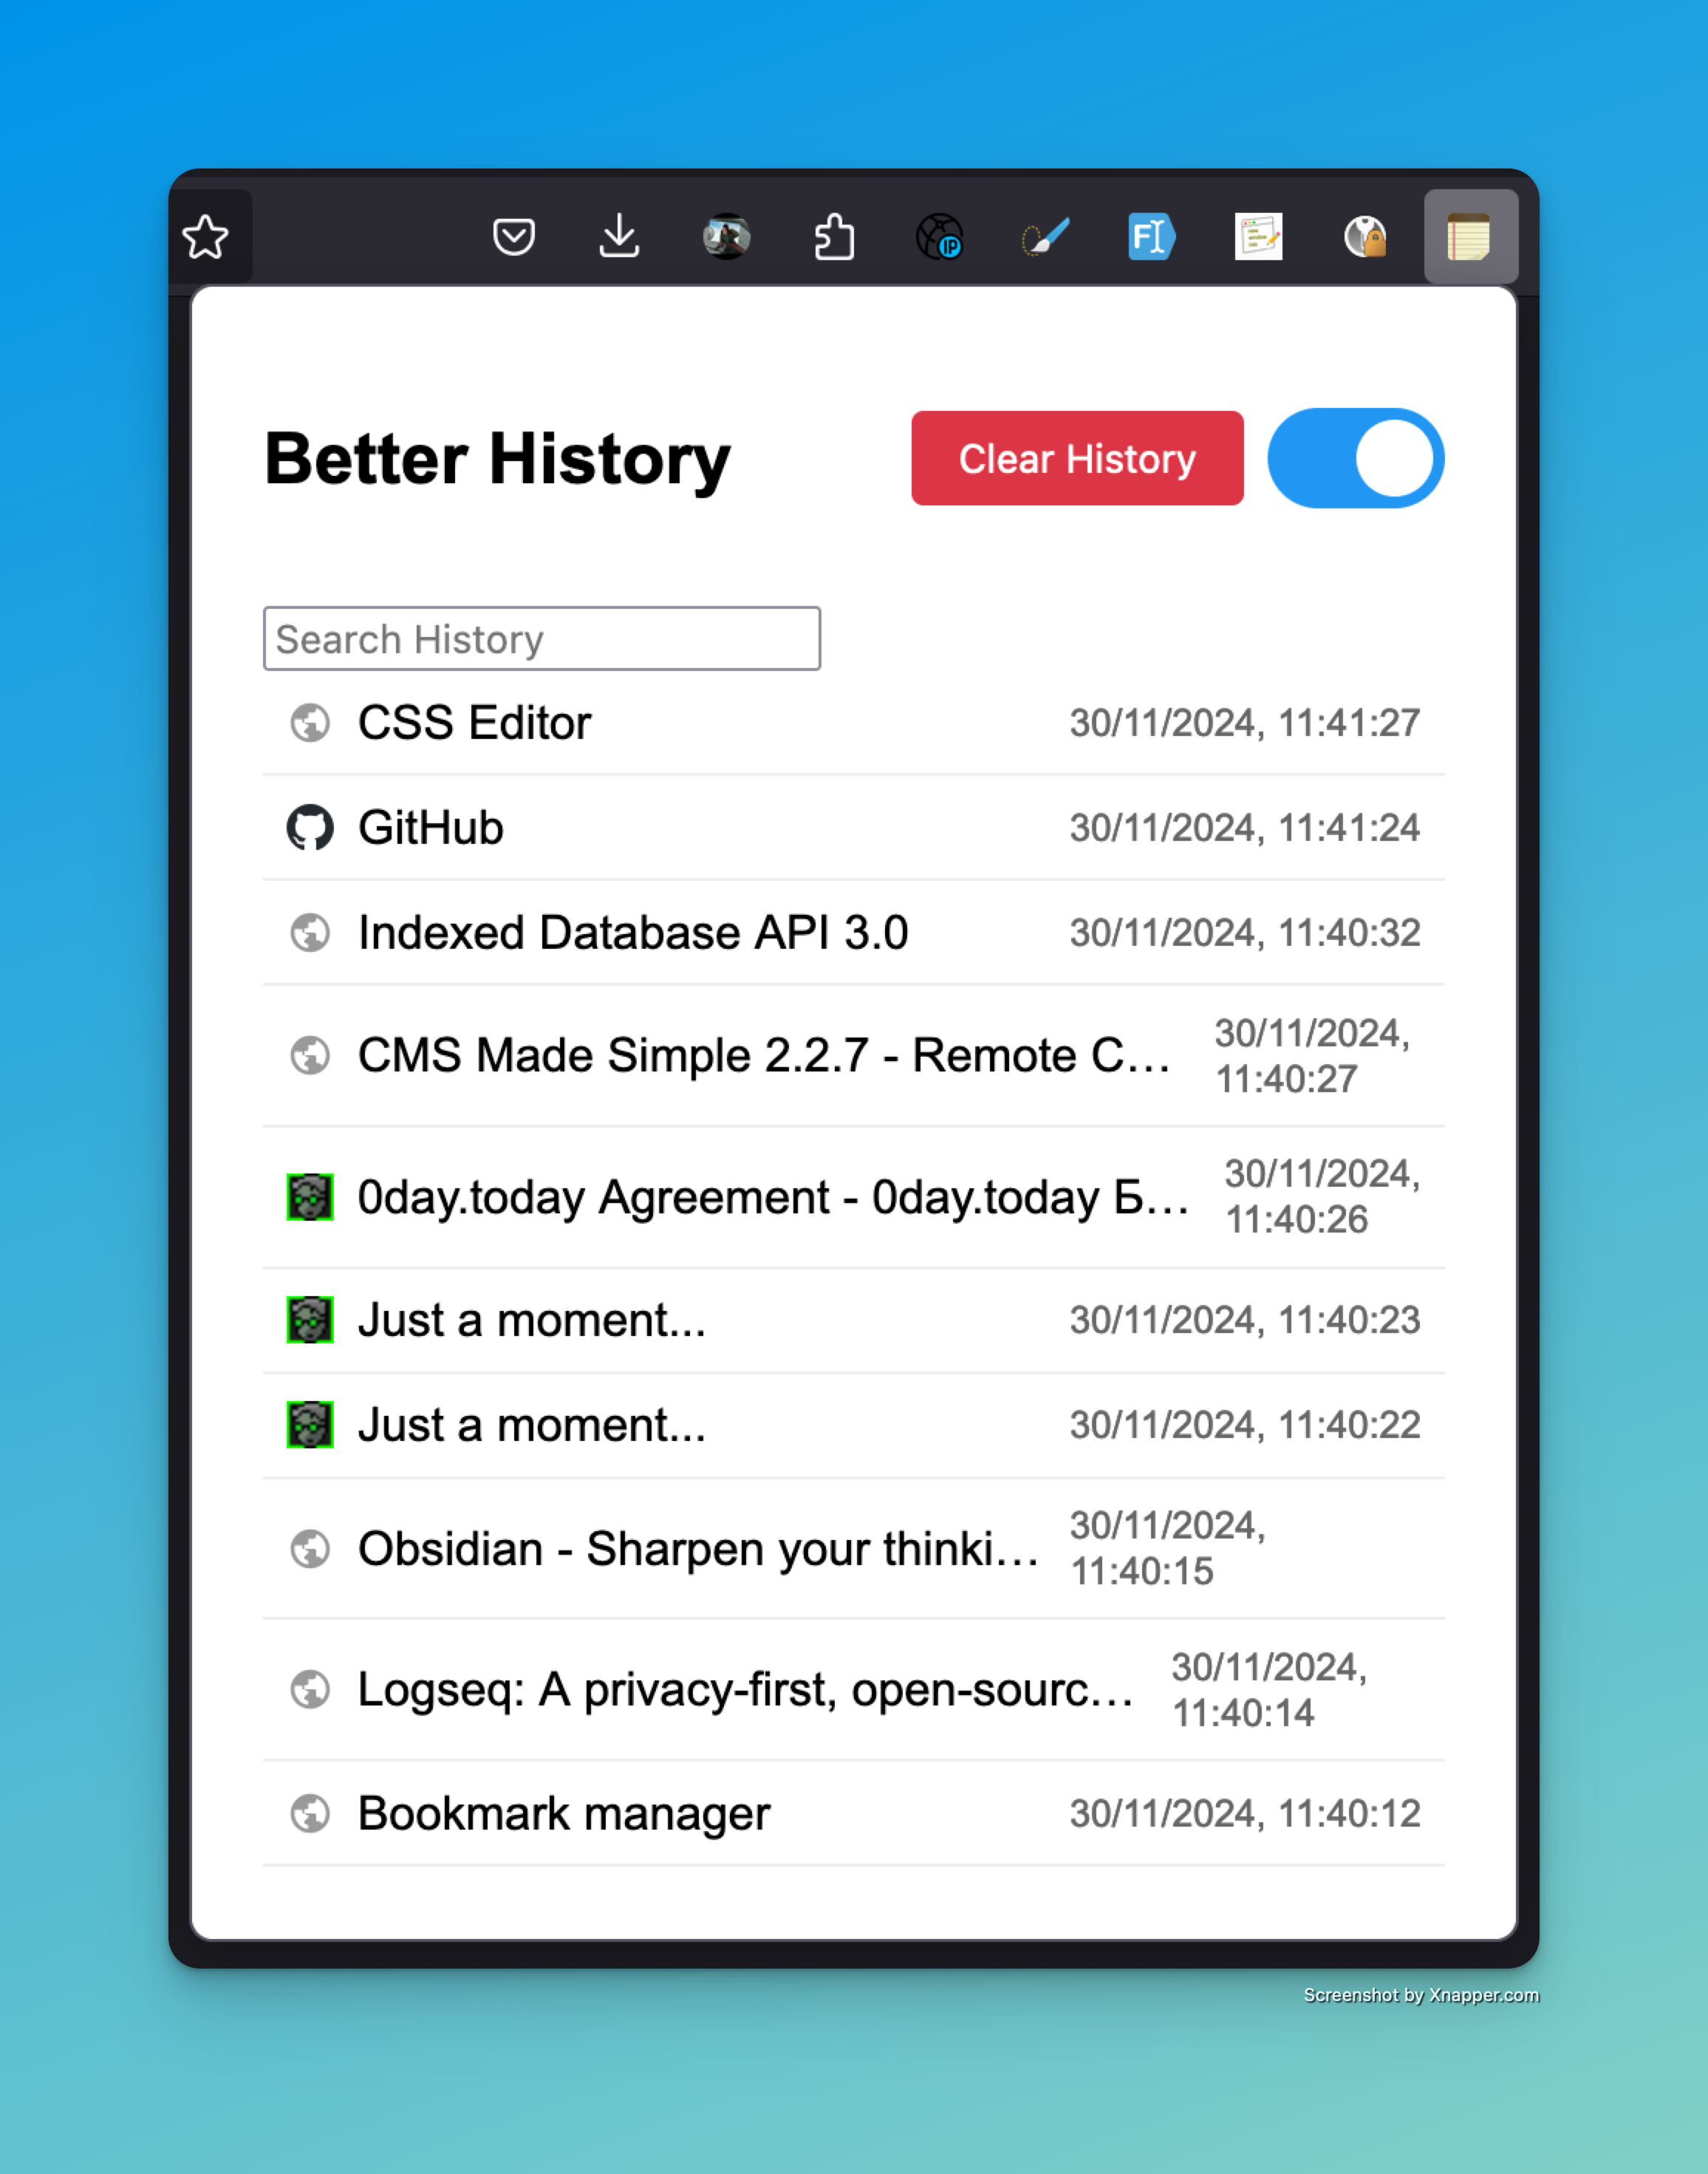 IP
F
Better History
Clear History
Search History
CSS Editor
30/11/2024, 11:41:27
GitHub
30/11/2024, 11:41:24
Indexed Database API 3.0
30/11/2024, 11:40:32
CMS Made Simple 2.2.7 - Remote C…
30/11/2024,
11:40:27
0day.today Agreement - 0day.today Б…
30/11/2024,
11:40:26
Just a moment...
30/11/2024, 11:40:23
Just a moment...
30/11/2024, 11:40:22
Obsidian - Sharpen your thinki…
30/11/2024,
11:40:15
Logseq: A privacy-first, open-sourc…
30/11/2024,
11:40:14
Bookmark manager
30/11/2024, 11:40:12
Screenshot by Xnapper.com